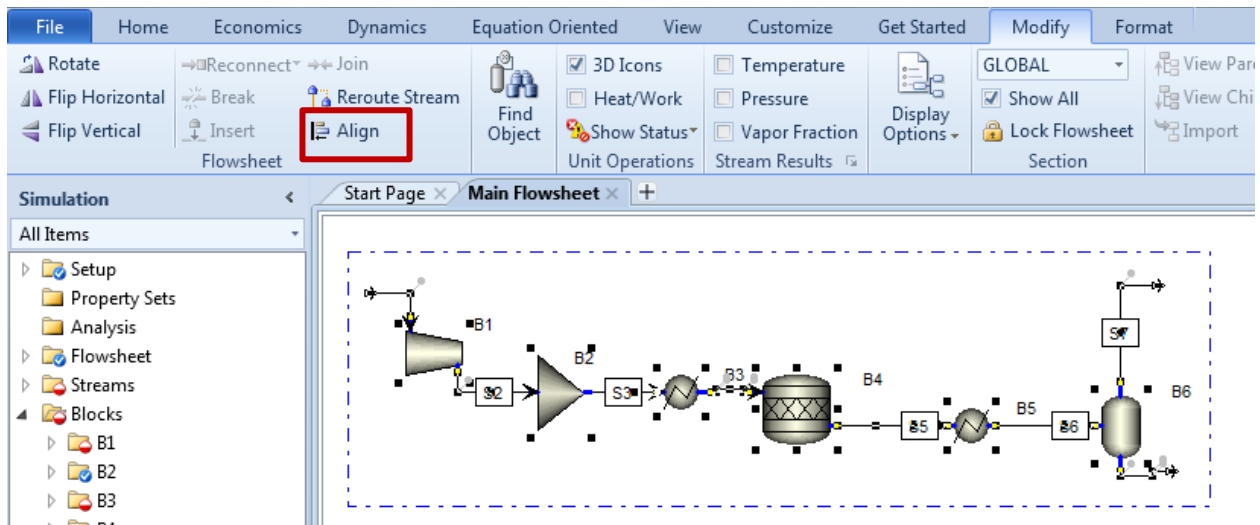 File Home Economics Dynamics Equation Oriented View Customize Get Started Modify Format
Rotate Reconnect Join 3D Icons Temperature GLOBAL View Par
Flip Horizontal Break Reroute Stream Find Object Heat/Work Pressure Display Options Show All View Chi
Flip Vertical Insert Align Show Status Vapor Fraction Lock Flowsheet Import
Flowsheet Unit Operations Stream Results Section
Simulation < Start Page Main Flowsheet +
All Items
Setup
Property Sets
Analysis
Flowsheet
Streams
Blocks
B1
B2
B3
B1
B2
S2
S3
B3
B4
B5
S7
B6